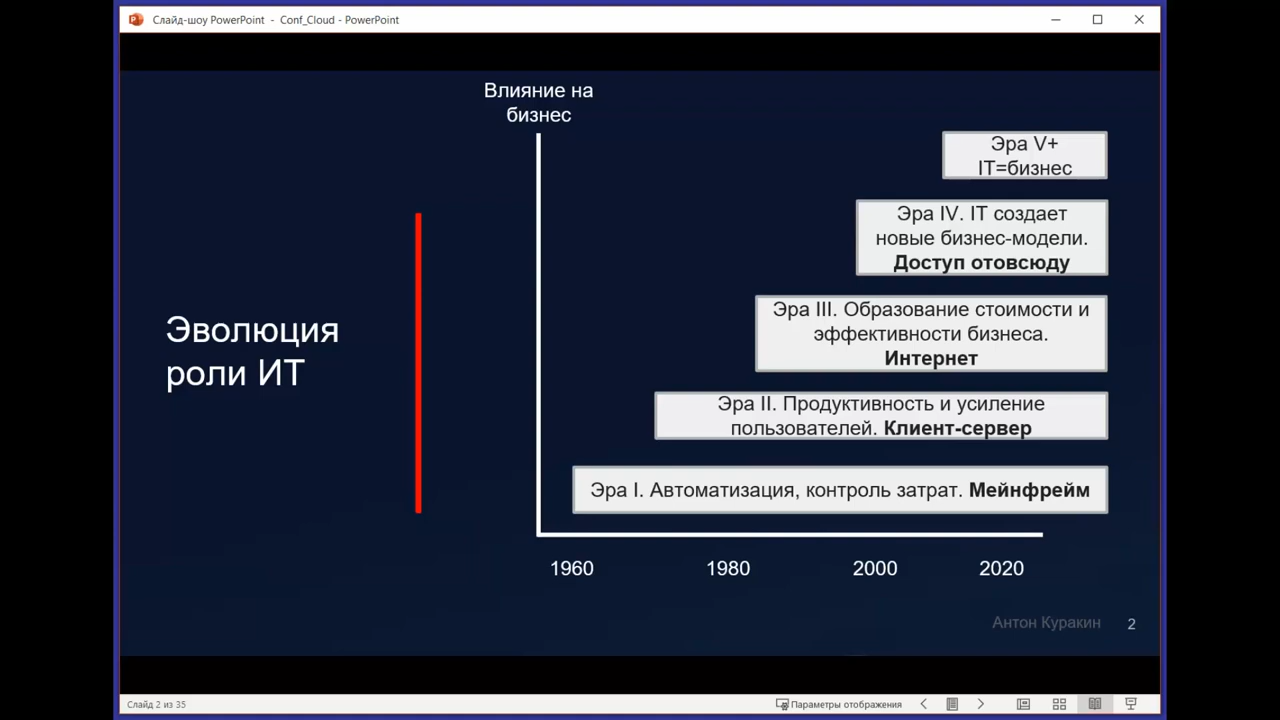 Слайд-шоу PowerPoint - Conf_Cloud - PowerPoint
Влияние на
бизнес
Эра V+
IT=бизнес
Эра IV. IT создает
новые бизнес-модели.
Доступ отовсюду
Эра III. Образование стоимости и
эффективности бизнеса.
Интернет
Эволюция
роли ИТ
Эра II. Продуктивность и усиление
пользователей. Клиент-сервер
Эра I. Автоматизация, контроль затрат. Мейнфрейм
1960 1980 2000 2020
Антон Куракин 2
Слайд 2 из 35 Параметры отображения